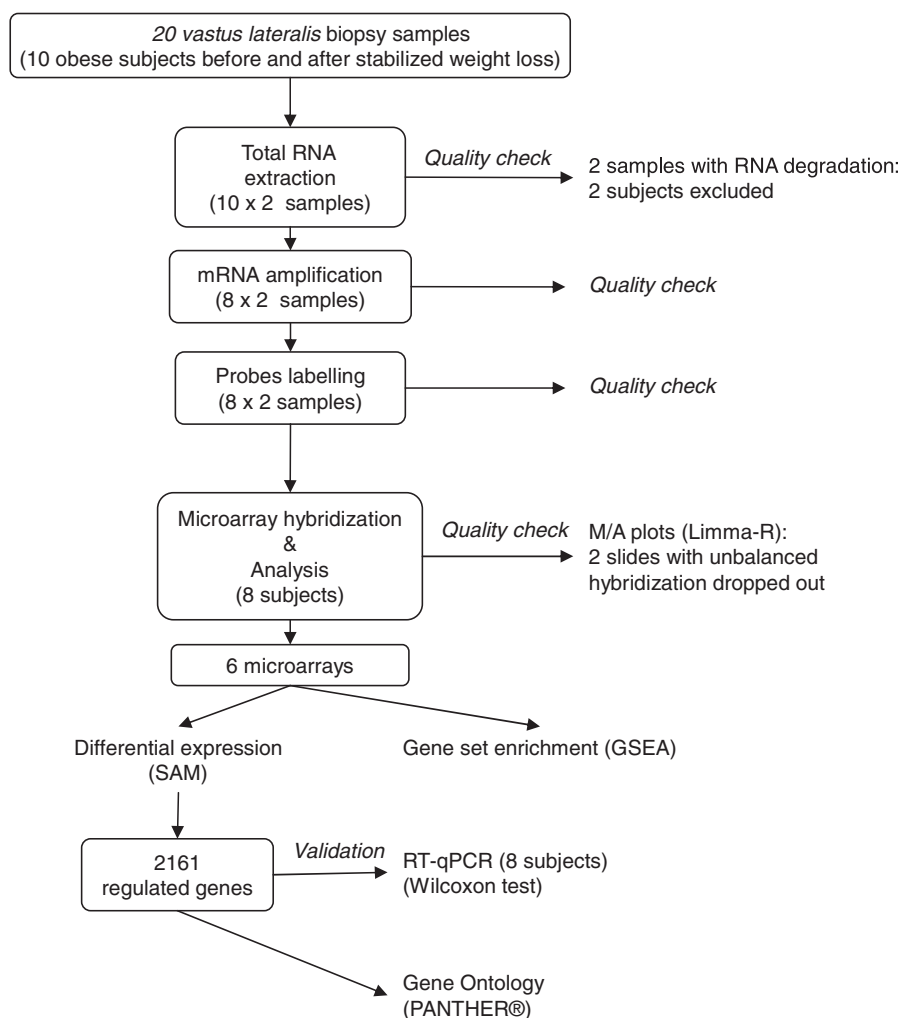 20 vastus lateralis biopsy samples
(10 obese subjects before and after stabilized weight loss)
Total RNA
extraction
(10 x 2 samples)
Quality check
2 samples with RNA degradation:
2 subjects excluded
mRNA amplification
(8 x 2 samples)
Quality check
Probes labelling
(8 x 2 samples)
Quality check
Microarray hybridization
&
Analysis
(8 subjects)
Quality check
M/A plots (Limma-R):
2 slides with unbalanced
hybridization dropped out
6 microarrays
Differential expression
(SAM)
Gene set enrichment (GSEA)
2161
regulated genes
Validation
RT-qPCR (8 subjects)
(Wilcoxon test)
Gene Ontology
(PANTHER®)